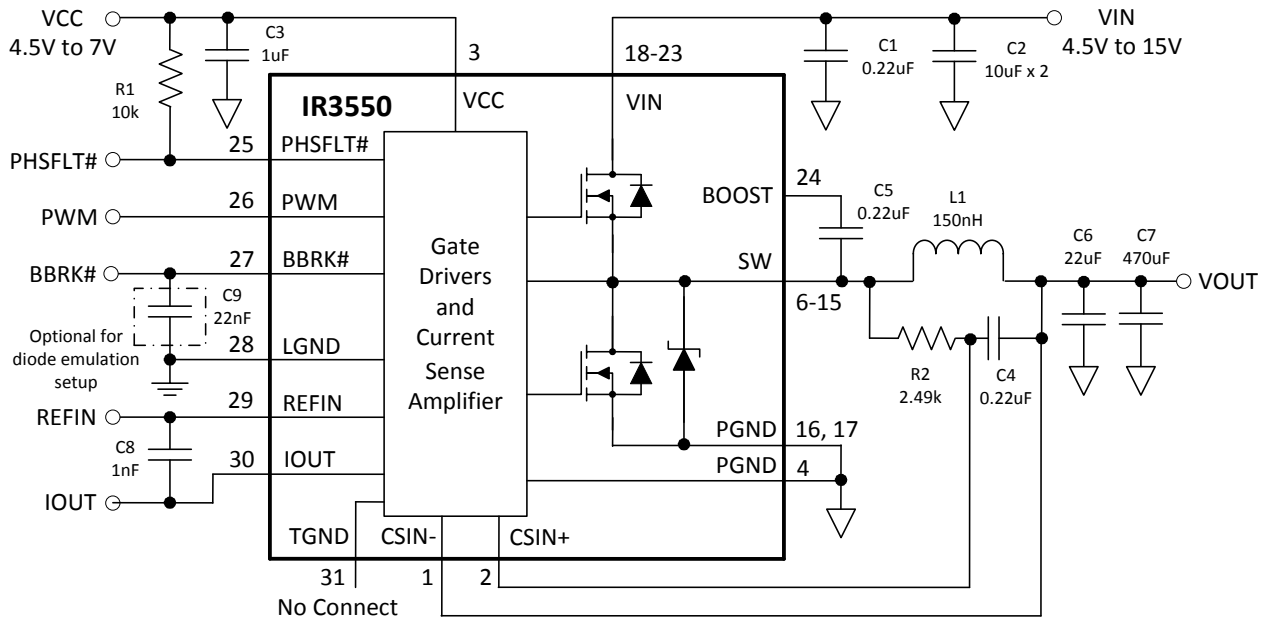 VCC
4.5V to 7V
C3
1uF
3
18-23
C1
0.22uF
C2
10uF x 2
VIN
4.5V to 15V
R1
10k
IR3550
VCC
VIN
PHSFLT#
25
PHSFLT#
PWM
26
PWM
BBRK#
27
BBRK#
C9
22nF
Optional for
diode emulation
setup
28
LGND
REFIN
29
REFIN
C8
1nF
30
IOUT
IOUT
Gate
Drivers
and
Current
Sense
Amplifier
BOOST
24
C5
0.22uF
L1
150nH
C6
22uF
C7
470uF
SW
6-15
VOUT
R2
2.49k
C4
0.22uF
PGND
16, 17
PGND
4
TGND
CSIN-
CSIN+
31
1
2
No Connect